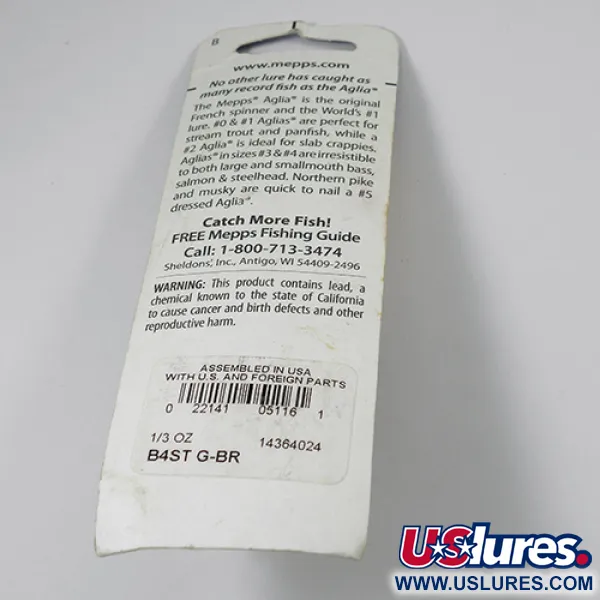 B
www.mepps.com
No other lure has caught as
many record fish as the Aglia®
The Mepps® Aglia® is the original
French spinner and the World's #1
lure. #0 & #1 Aglias® are perfect for
stream trout and panfish, while a
#2 Aglia® is ideal for slab crappies.
Aglias® in sizes #3 & #4 are irresistible
to both large and smallmouth bass,
salmon & steelhead. Northern pike
and musky are quick to nail a #5
dressed Aglia®.
Catch More Fish!
FREE Mepps Fishing Guide
Call: 1-800-713-3474
Sheldons', Inc., Antigo, WI 54409-2496
WARNING: This product contains lead, a
chemical known to the state of California
to cause cancer and birth defects and other
reproductive harm.
ASSEMBLED IN USA
WITH U.S. AND FOREIGN PARTS
0 22141 05116 1
1/3 OZ 14364024
B4ST G-BR
USlures.
WWW.USLURES.COM